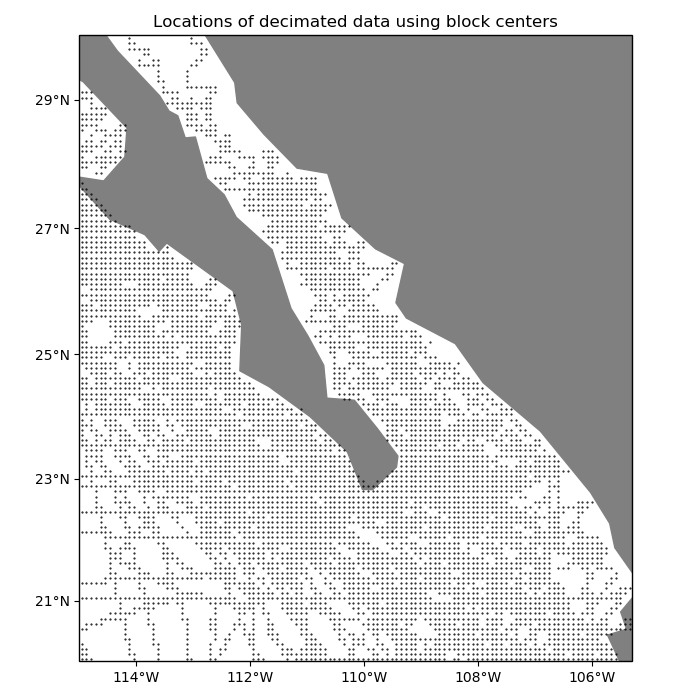 Locations of decimated data using block centers
29°N
27°N
25°N
23°N
21°N
114°W 112°W 110°W 108°W 106°W